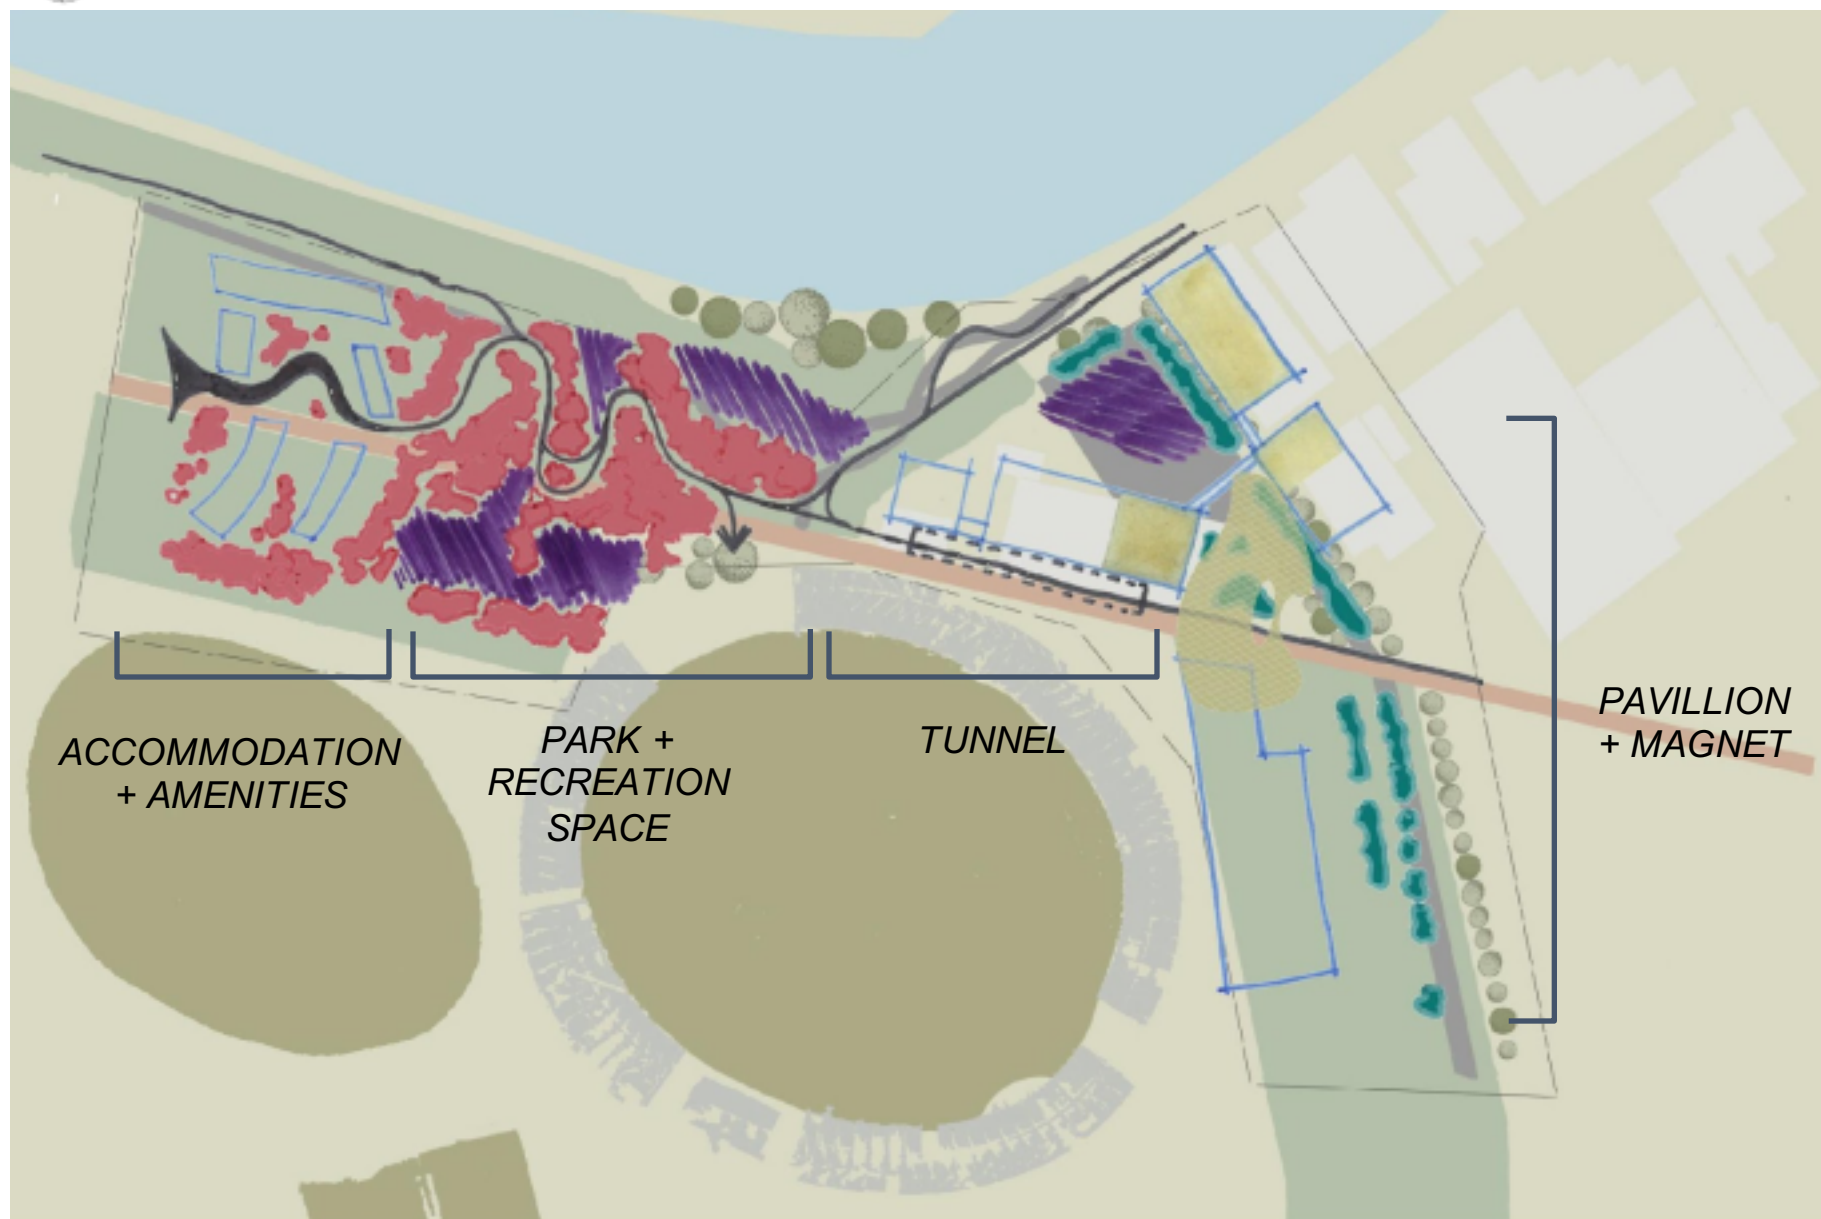 ACCOMMODATION
+ AMENITIES
PARK +
RECREATION
SPACE
TUNNEL
PAVILLION
+ MAGNET